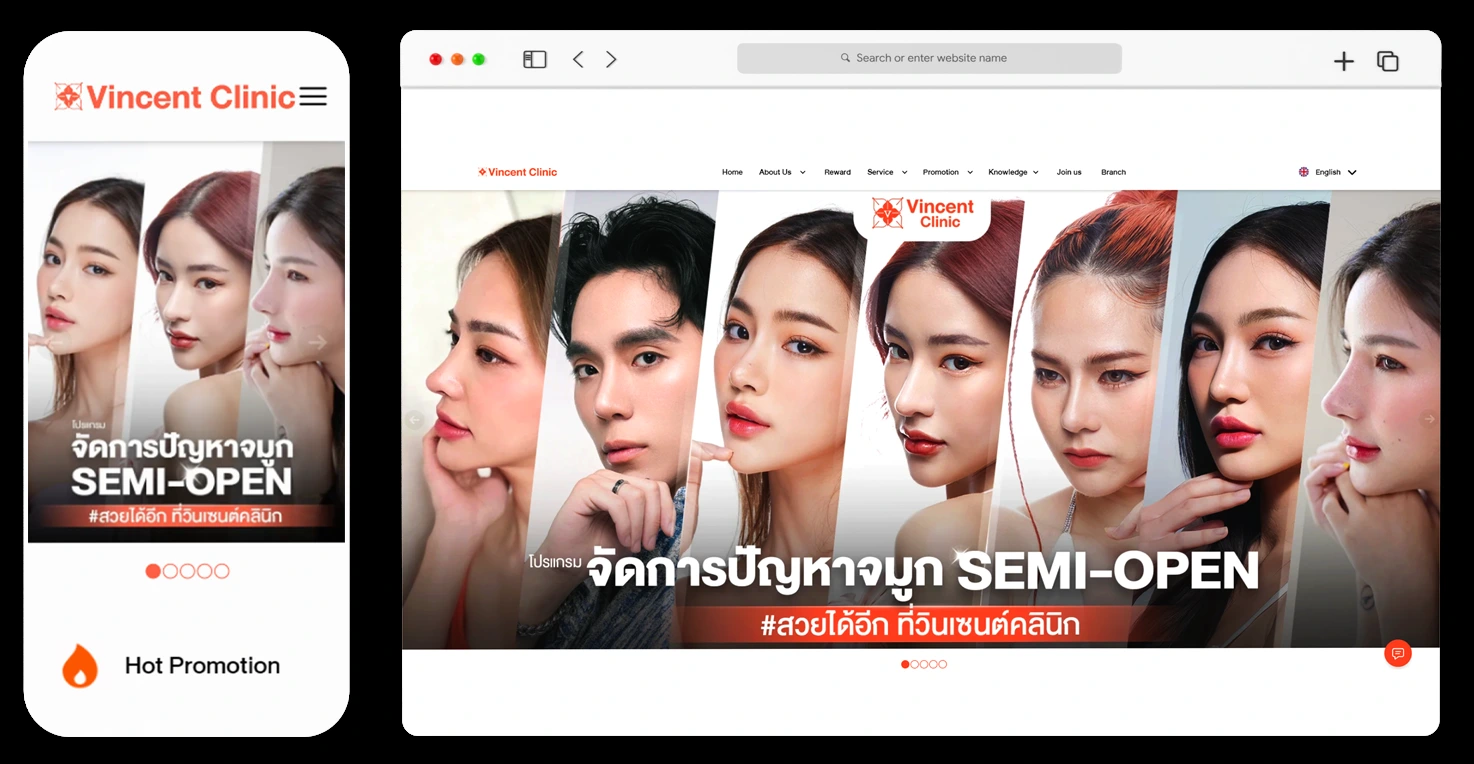 Vincent Clinic
โปรแกรม
จัดการปัญหาจมูก
SEMI-OPEN
#สวยได้อีก ที่วินเซนต์คลินิก
Hot Promotion
Search or enter website name
Vincent Clinic
Home About Us Reward Service Promotion Knowledge Join us Branch
English
Vincent
Clinic
โปรแกรม จัดการปัญหาจมูก SEMI-OPEN
#สวยได้อีก ที่วินเซนต์คลินิก